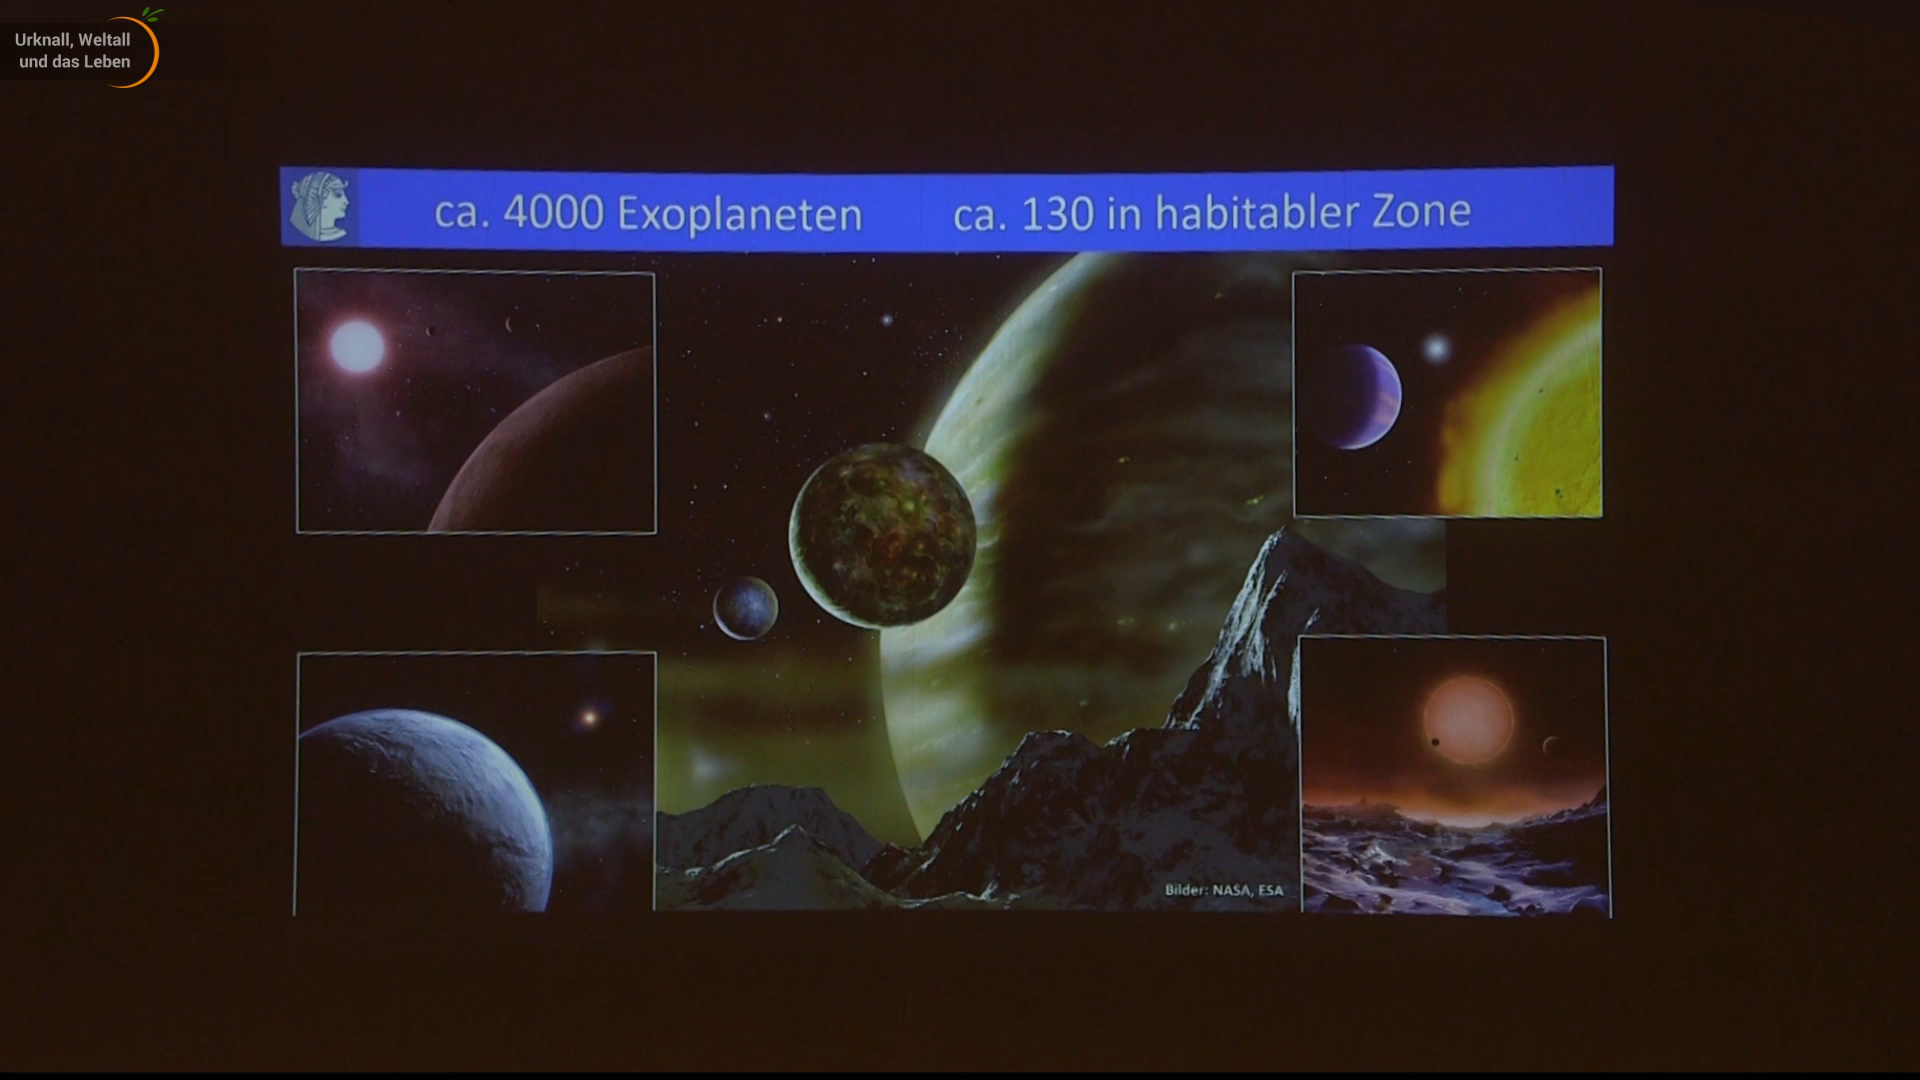 Urknall, Weltall
und das Leben
ca. 4000 Exoplaneten ca. 130 in habitabler Zone
Bilder: NASA, ESA